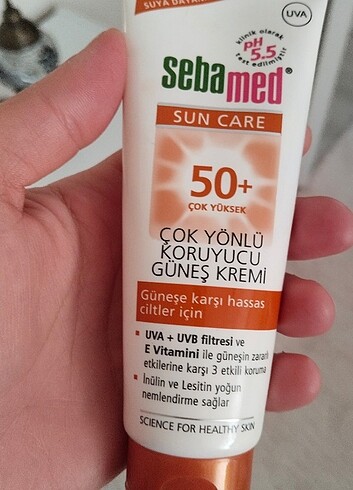 SUYA DAYANIKLI
UVA
klinik olarak
pH
5.5
test edilmiştir
sebamed®
SUN CARE
50+
ÇOK YÜKSEK
ÇOK YÖNLÜ
KORUYUCU
GÜNEŞ KREMİ
Güneşe karşı hassas
ciltler için
• UVA + UVB filtresi ve
E Vitamini ile güneşin zararlı
etkilerine karşı 3 etkili koruma
• İnülin ve Lesitin yoğun
nemlendirme sağlar
SCIENCE FOR HEALTHY SKIN